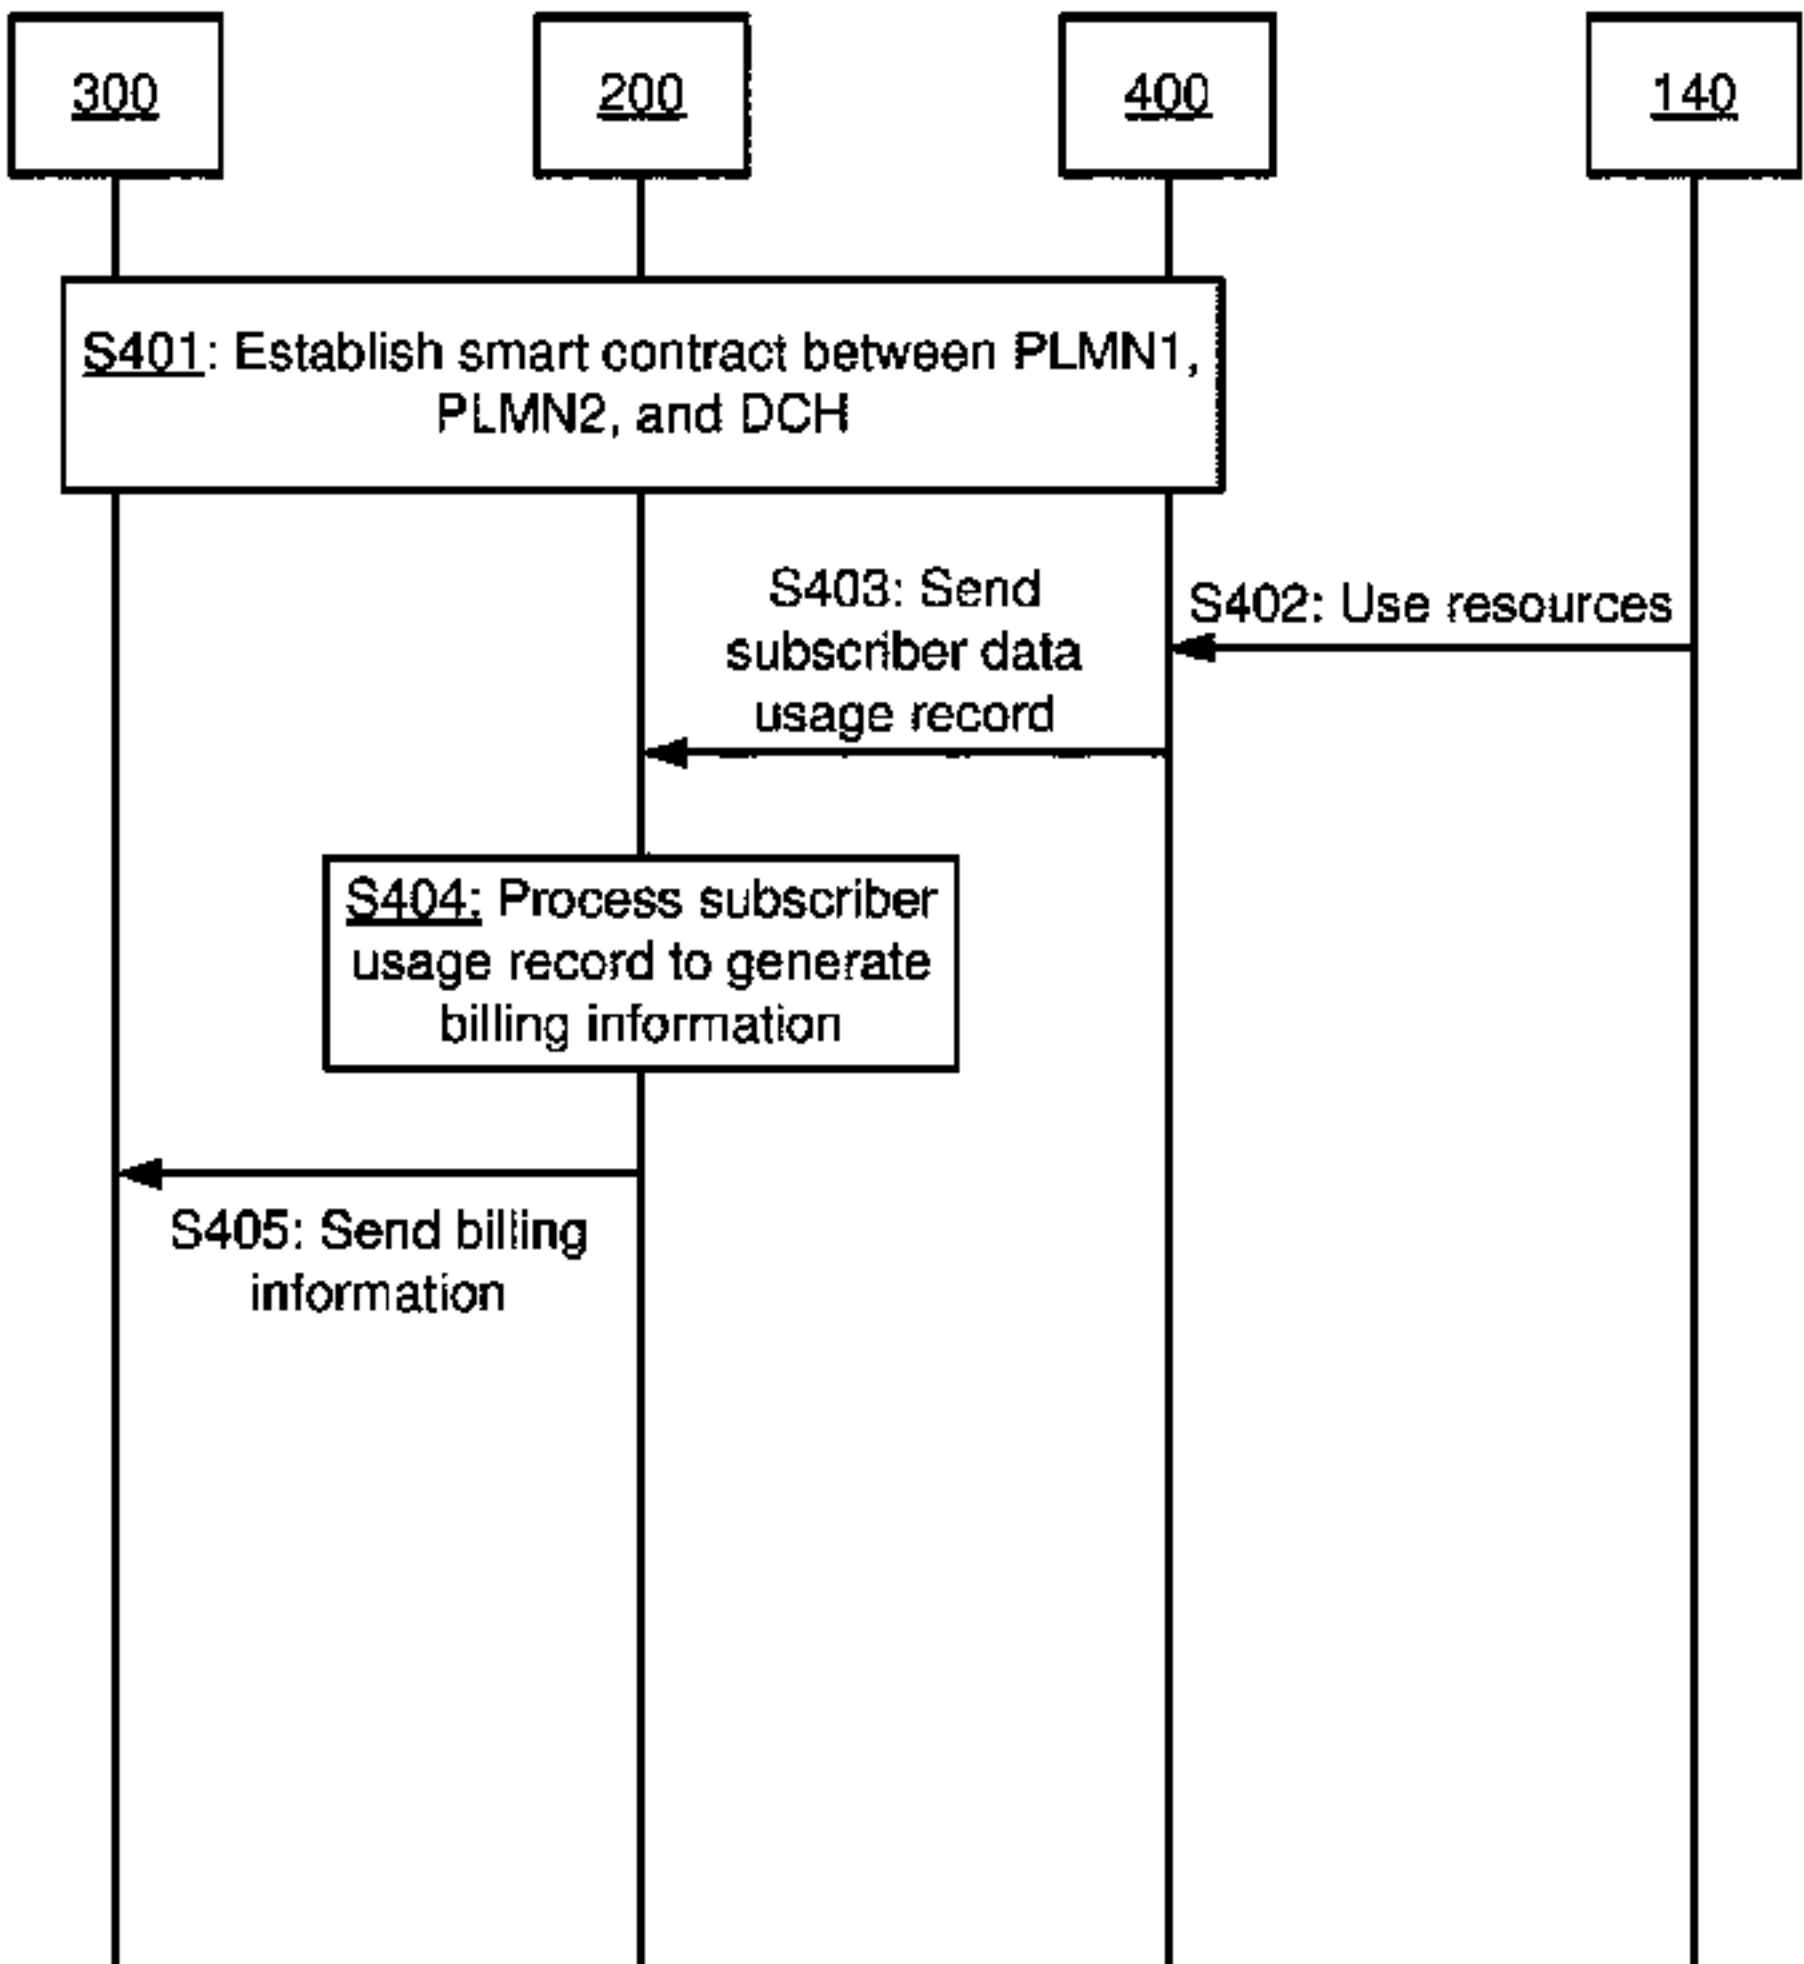 300
200
400
140
S401: Establish smart contract between PLMN1,
PLMN2, and DCH
S403: Send
subscriber data
usage record
S402: Use resources
S404: Process subscriber
usage record to generate
billing information
S405: Send billing
information